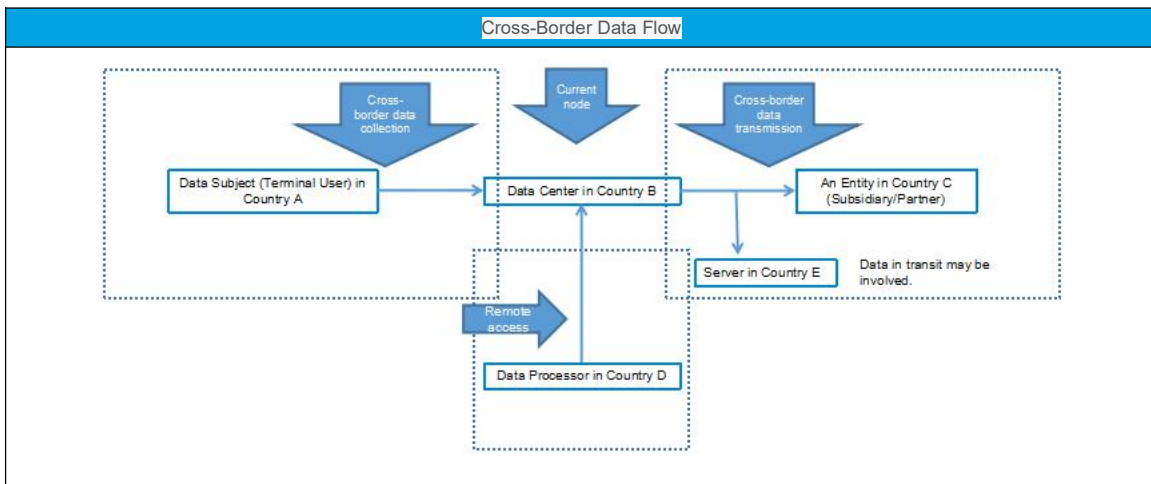 Cross-Border Data Flow
Cross-
border data
collection
Current
node
Cross-border
data
transmission
Data Subject (Terminal User) in
Country A
Data Center in Country B
An Entity in Country C
(Subsidiary/Partner)
Server in Country E
Data in transit may be
involved.
Remote
access
Data Processor in Country D